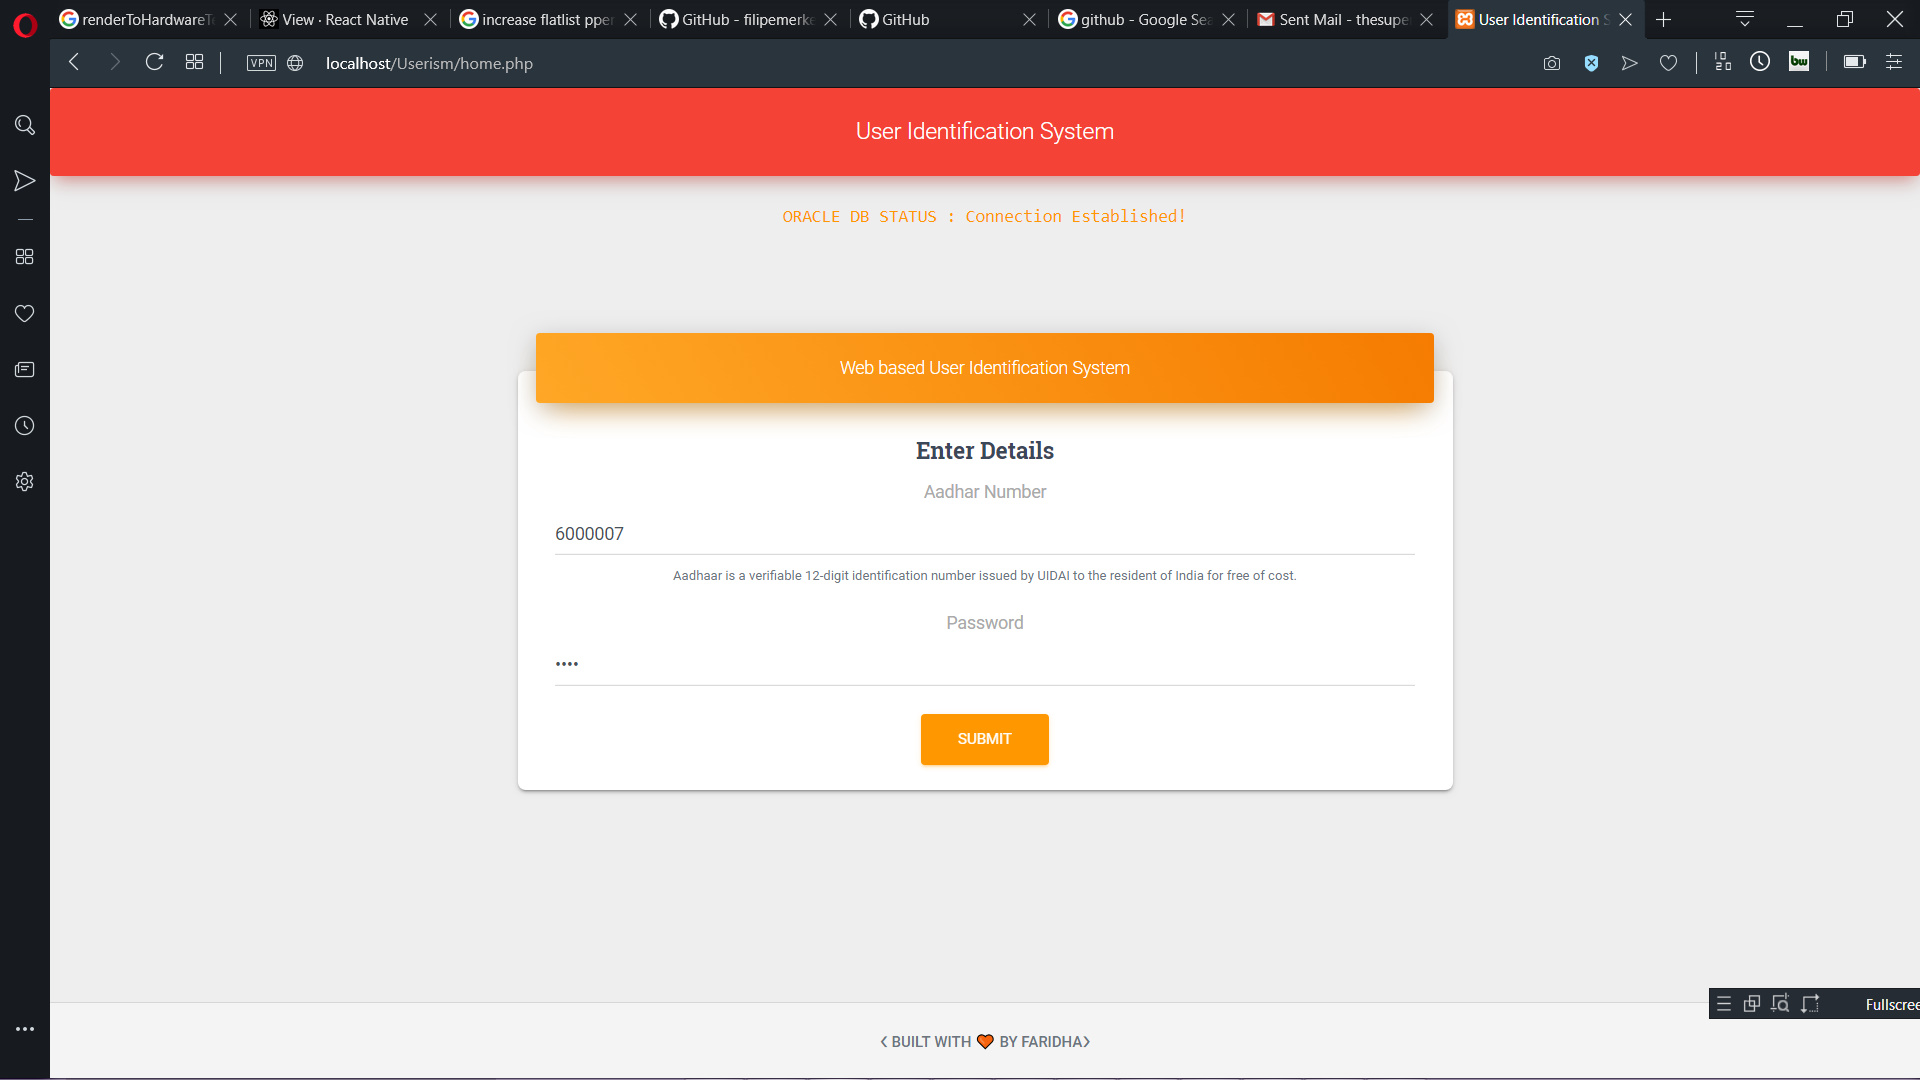 renderToHardwareT
View · React Native
increase flatlist pper
GitHub - filipemerke
GitHub
github - Google Sea
Sent Mail - thesuper
User Identification S
VPN
localhost/Userism/home.php
bw
User Identification System
ORACLE DB STATUS : Connection Established!
Web based User Identification System
Enter Details
Aadhar Number
6000007
Aadhaar is a verifiable 12-digit identification number issued by UIDAI to the resident of India for free of cost.
Password
••••
SUBMIT
Fullscree
< BUILT WITH 🧡 BY FARIDHA>